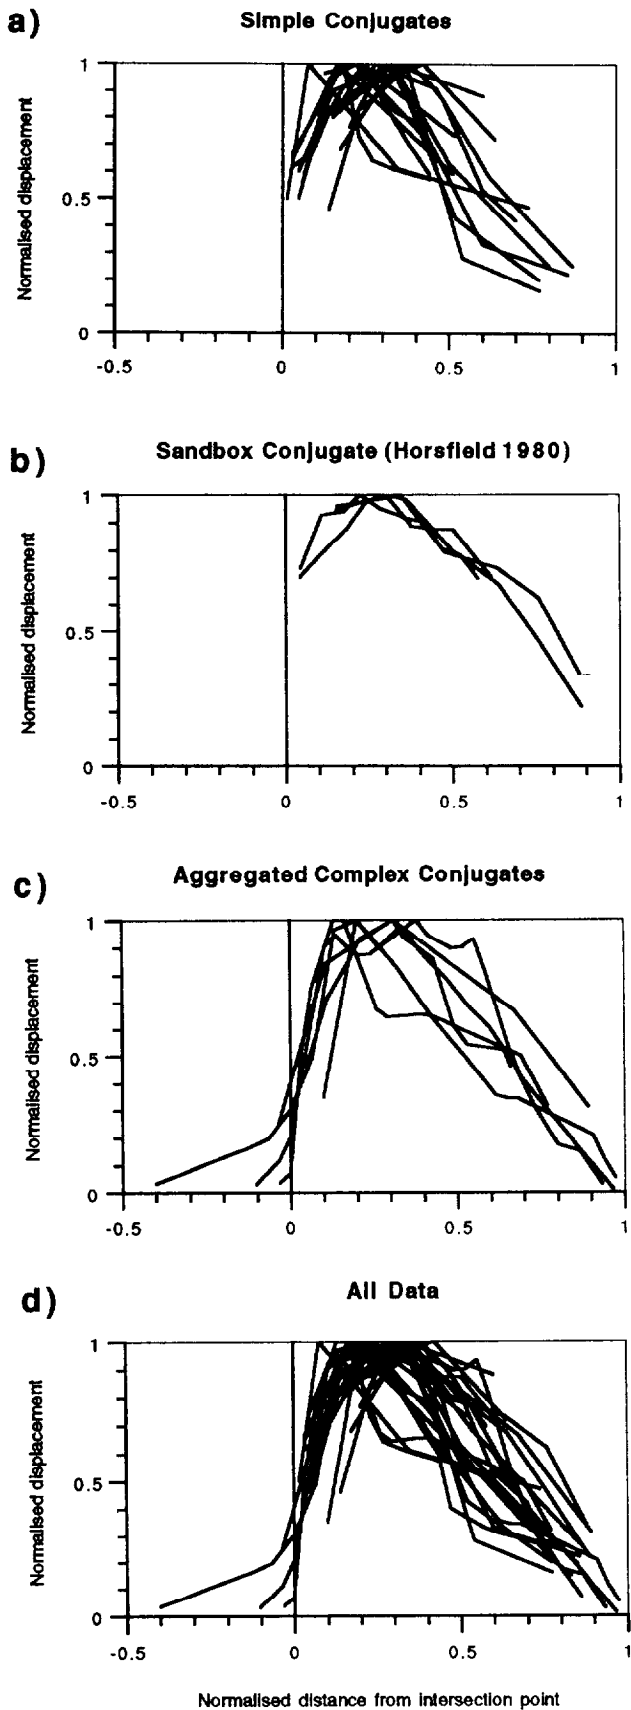 a)
Simple Conjugates
Normalised displacement
1
0.5
0
-0.5 0 0.5 1
b)
Sandbox Conjugate (Horsfield 1980)
Normalised displacement
1
0.5
0
-0.5 0 0.5 1
c)
Aggregated Complex Conjugates
Normalised displacement
1
0.5
0
-0.5 0 0.5 1
d)
All Data
Normalised displacement
1
0.5
0
-0.5 0 0.5 1
Normalised distance from intersection point